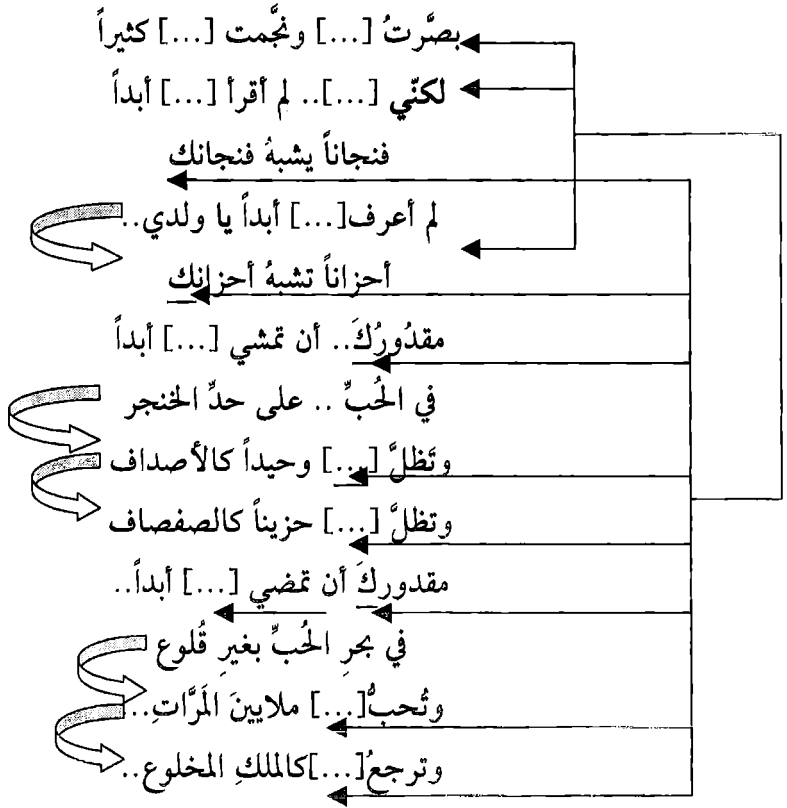 بصَّرتُ [...] ونجَّمت [...] كثيراً
لكنّي [...].. لم أقرأ [...] أبداً
فنجاناً يشبهُ فنجانك
لم أعرف[...] أبداً يا ولدي..
أحزاناً تشبهُ أحزانك
مقدُورُكَ.. أن تمشي [...] أبداً
في الحُبِّ .. على حدِّ الخنجر
وتَظلَّ [...] وحيداً كالأصداف
وتظلَّ [...] حزيناً كالصفصاف
مقدوركَ أن تمضي [...] أبداً..
في بحرِ الحُبِّ بغيرِ قُلوع
وتُحبُّ[...] ملايينَ المَرَّاتِ..
وترجعُ[...]كالملكِ المخلوع..